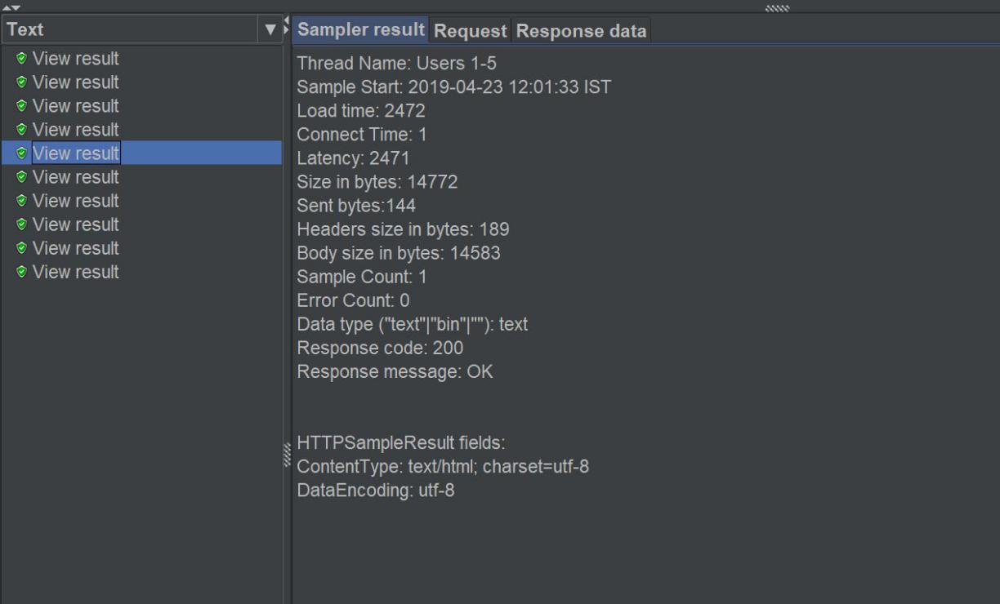 Text
View result
View result
View result
View result
View result
View result
View result
View result
View result
View result
Sampler result Request Response data
Thread Name: Users 1-5
Sample Start: 2019-04-23 12:01:33 IST
Load time: 2472
Connect Time: 1
Latency: 2471
Size in bytes: 14772
Sent bytes:144
Headers size in bytes: 189
Body size in bytes: 14583
Sample Count: 1
Error Count: 0
Data type ("text"|"bin"|""): text
Response code: 200
Response message: OK
HTTPSampleResult fields:
ContentType: text/html; charset=utf-8
DataEncoding: utf-8